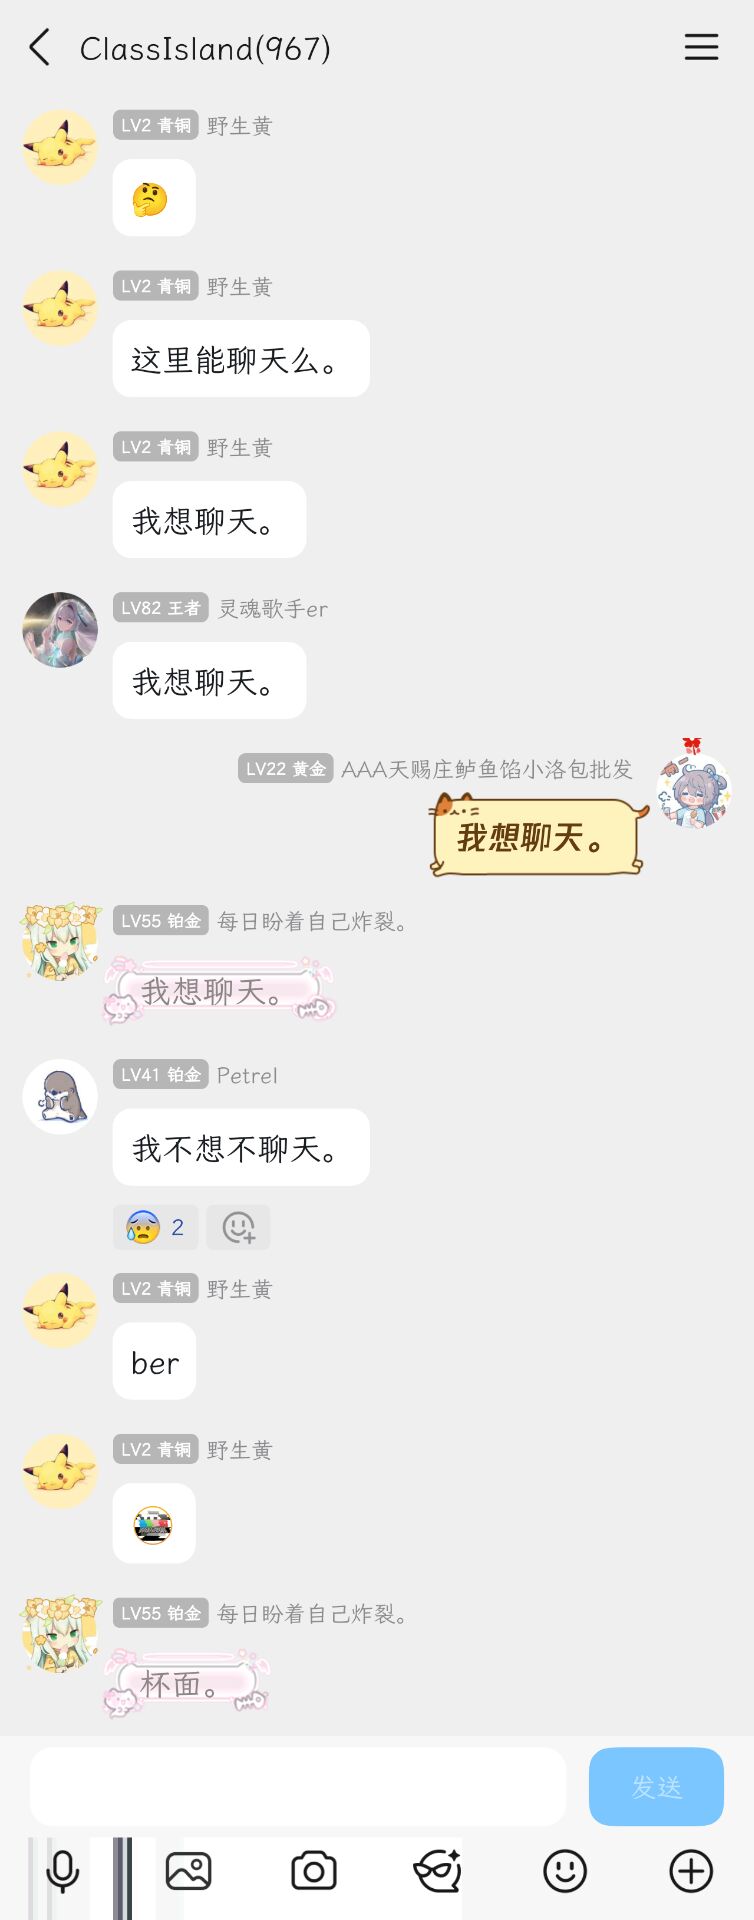 ClassIsland(967)
LV2 青铜 野生黄
LV2 青铜 野生黄
这里能聊天么。
LV2 青铜 野生黄
我想聊天。
LV82 王者 灵魂歌手er
我想聊天。
LV22 黄金 AAA天赐庄鲈鱼馅小洛包批发
我想聊天。
LV55 铂金 每日盼着自己炸裂。
我想聊天。
LV41 铂金 Petrel
我不想不聊天。
2
LV2 青铜 野生黄
ber
LV2 青铜 野生黄
LV55 铂金 每日盼着自己炸裂。
杯面。
发送